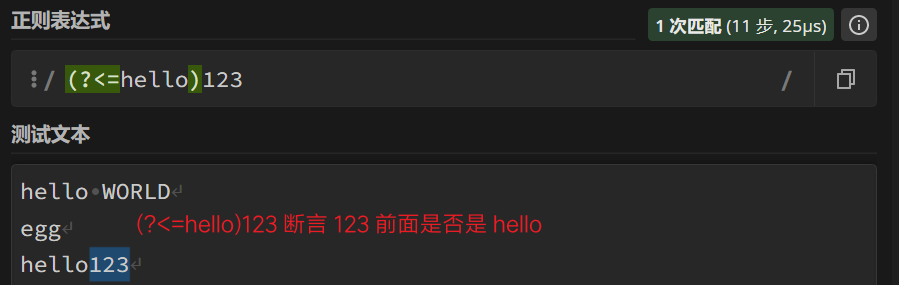 正则表达式
1 次匹配 (11 步, 25μs)
/ (?<=hello)123 /
测试文本
hello·WORLD↵
egg↵
(?<=hello)123 断言 123 前面是否是 hello
hello123↵